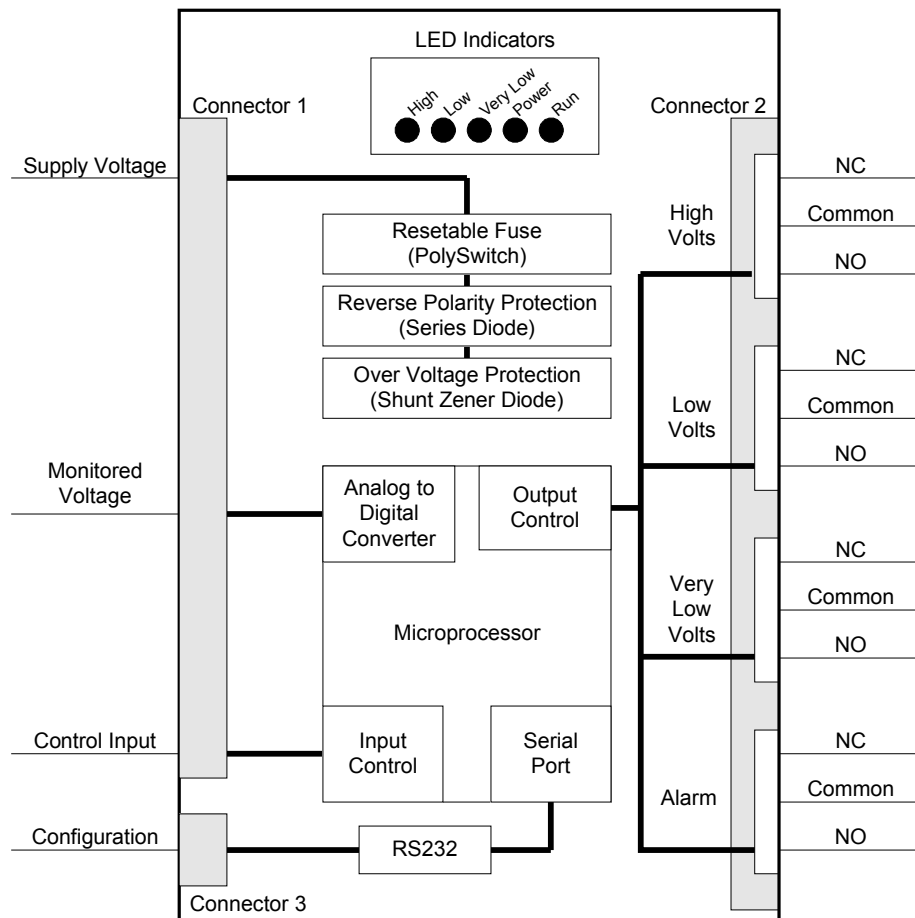 LED Indicators
High
Low
Very Low
Power
Run
Connector 1
Connector 2
Supply Voltage
Resetable Fuse
(PolySwitch)
Reverse Polarity Protection
(Series Diode)
Over Voltage Protection
(Shunt Zener Diode)
High
Volts
NC
Common
NO
Low
Volts
NC
Common
NO
Monitored
Voltage
Analog to
Digital
Converter
Output
Control
Microprocessor
Very
Low
Volts
NC
Common
NO
Control Input
Input
Control
Serial
Port
Alarm
NC
Common
NO
Configuration
RS232
Connector 3